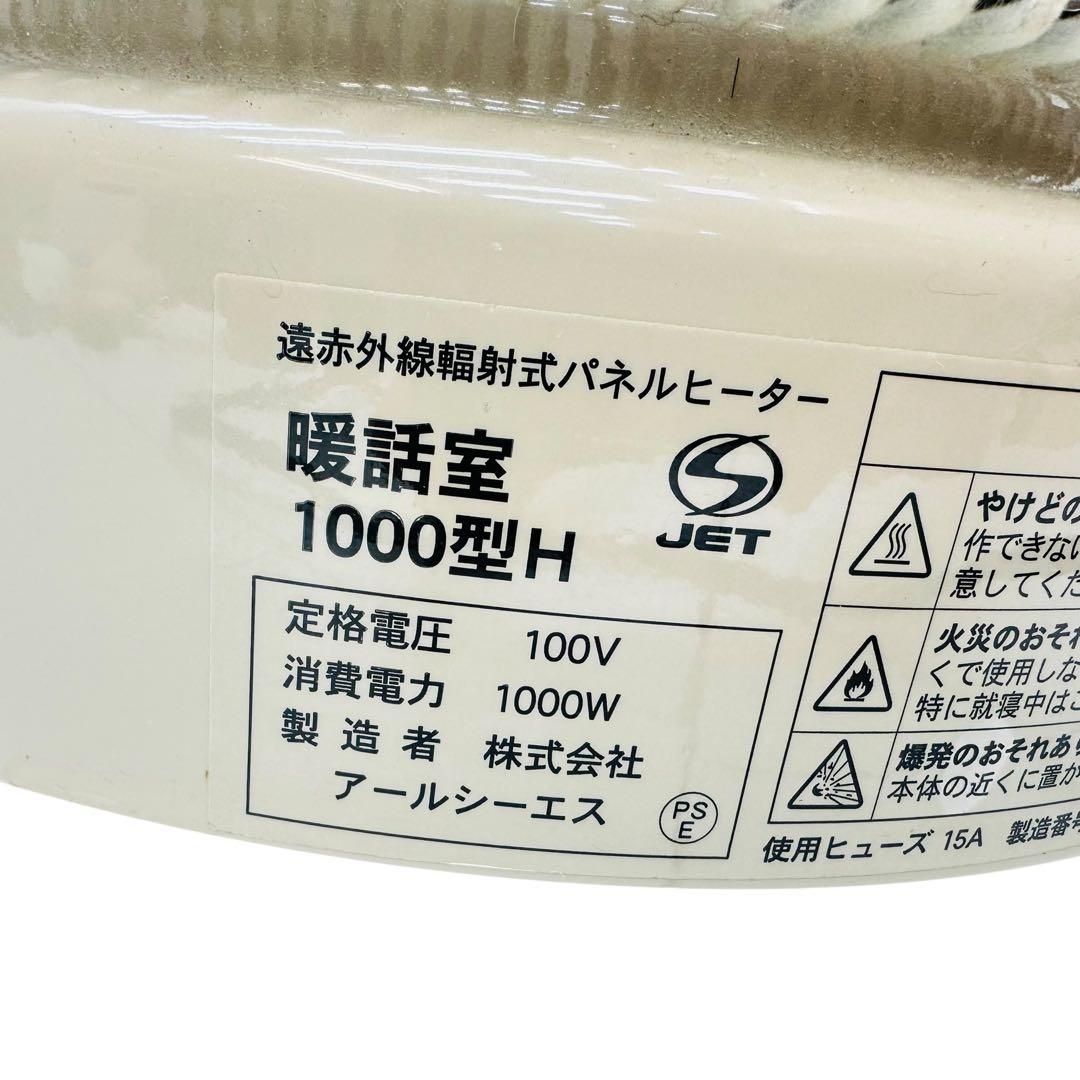 遠赤外線輻射式パネルヒーター
暖話室
1000型H
JET
定格電圧 100V
消費電力 1000W
製造者 株式会社
アールシーエス
PS
E
やけどの
作できない
意してくだ
火災のおそれ
くで使用しな
特に就寝中はこ
爆発のおそれあり
本体の近くに置か
使用ヒューズ 15A 製造番号